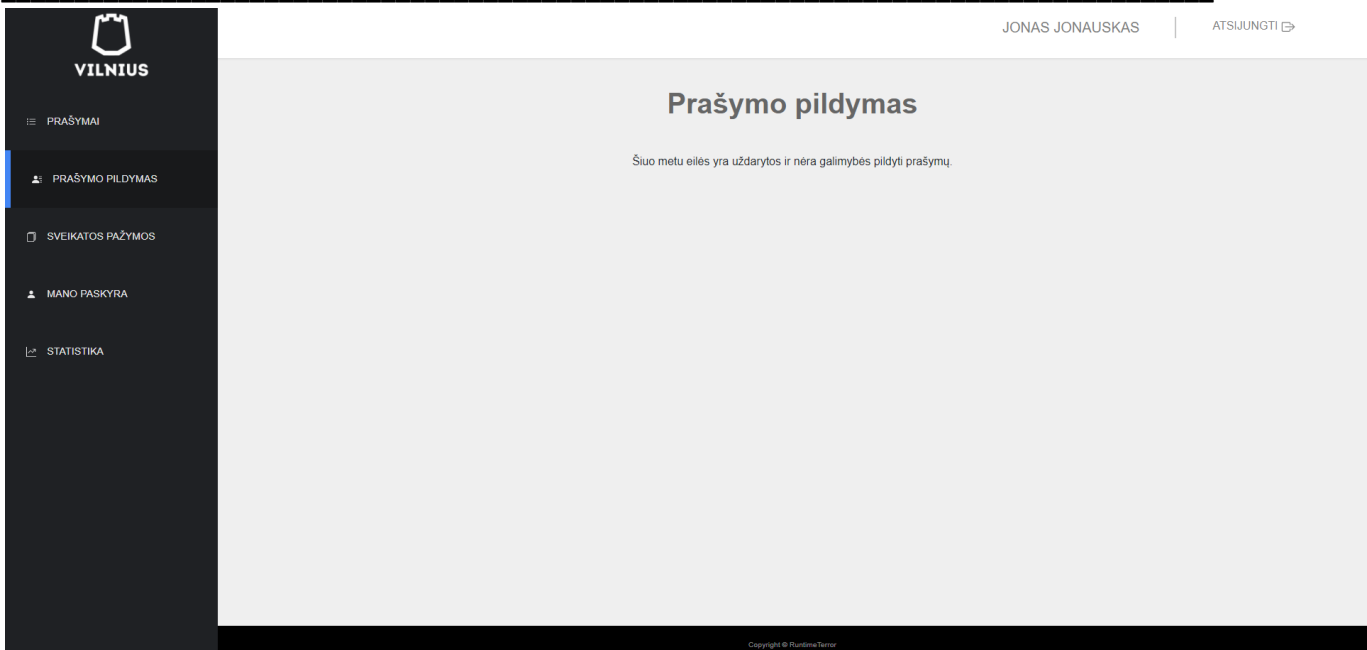 VILNIUS
JONAS JONAUSKAS
ATSIJUNGTI
PRAŠYMAI
PRAŠYMO PILDYMAS
SVEIKATOS PAŽYMOS
MANO PASKYRA
STATISTIKA
Prašymo pildymas
Šiuo metu eilės yra uždarytos ir nėra galimybės pildyti prašymų.
Copyright © RuntimeTerror